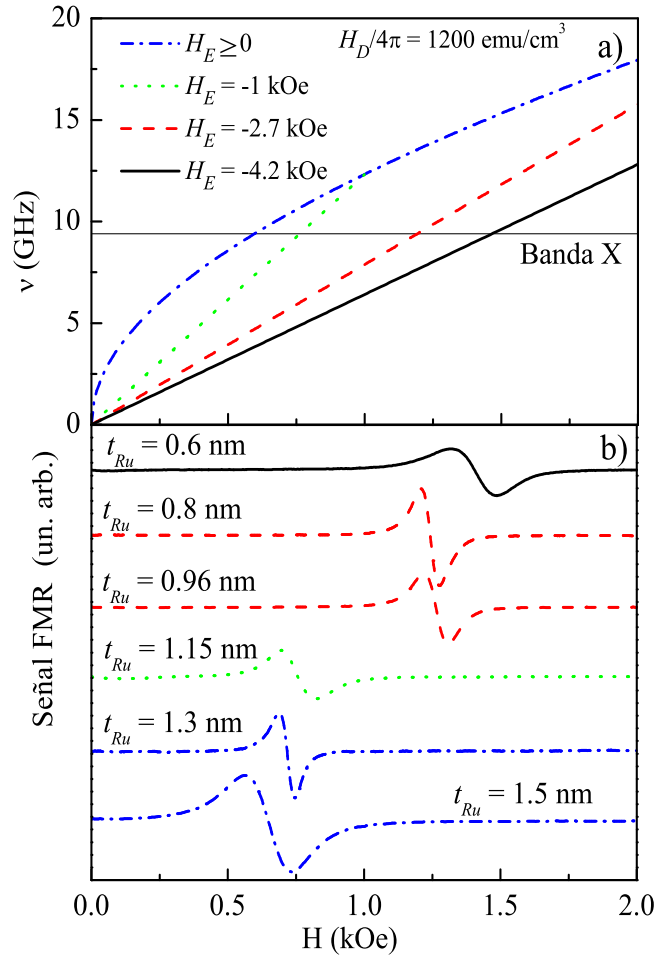 H_E ≥ 0
H_D/4π = 1200 emu/cm³
a)
H_E = -1 kOe
H_E = -2.7 kOe
H_E = -4.2 kOe
20
15
10
5
0
ν (GHz)
Banda X
b)
t_Ru = 0.6 nm
t_Ru = 0.8 nm
t_Ru = 0.96 nm
t_Ru = 1.15 nm
t_Ru = 1.3 nm
t_Ru = 1.5 nm
Señal FMR (un. arb.)
0.0 0.5 1.0 1.5 2.0
H (kOe)